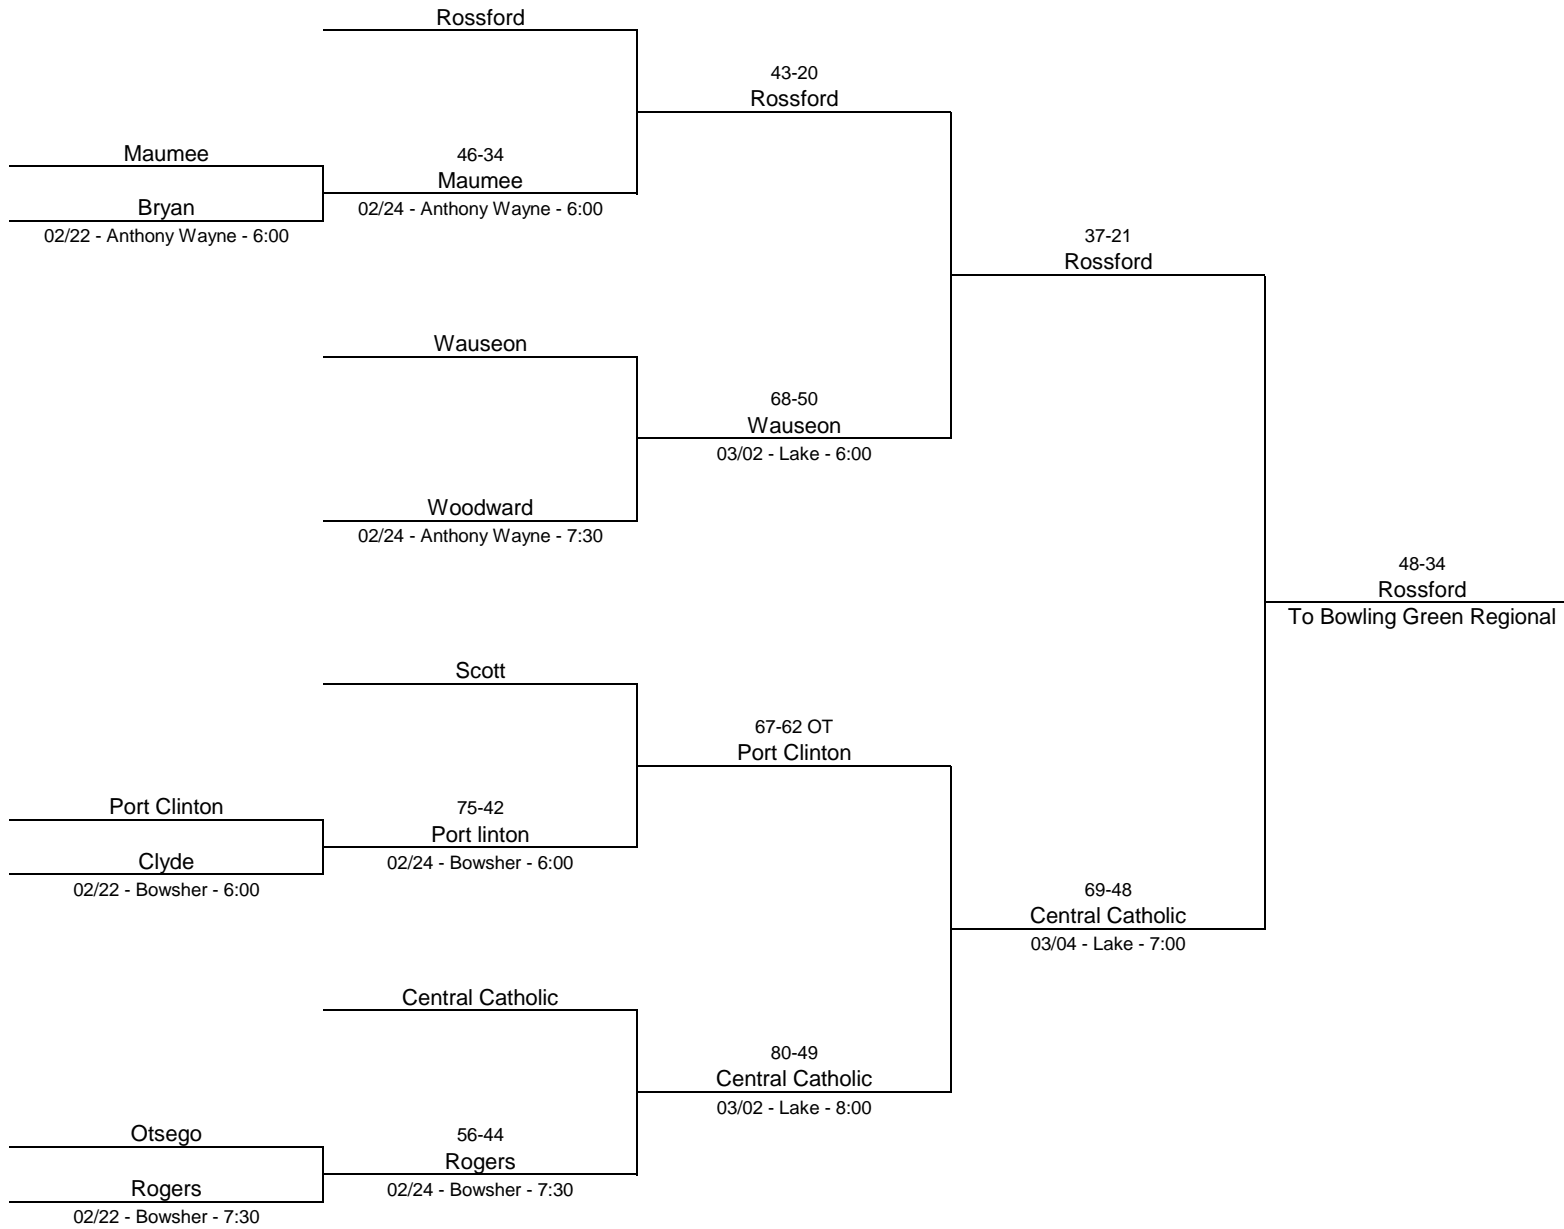 Rossford
43-20
Rossford
Maumee
46-34
Maumee
Bryan
02/24 - Anthony Wayne - 6:00
02/22 - Anthony Wayne - 6:00
37-21
Rossford
Wauseon
68-50
Wauseon
03/02 - Lake - 6:00
Woodward
02/24 - Anthony Wayne - 7:30
48-34
Rossford
To Bowling Green Regional
Scott
67-62 OT
Port Clinton
Port Clinton
75-42
Port linton
Clyde
02/24 - Bowsher - 6:00
02/22 - Bowsher - 6:00
69-48
Central Catholic
03/04 - Lake - 7:00
Central Catholic
80-49
Central Catholic
03/02 - Lake - 8:00
Otsego
56-44
Rogers
Rogers
02/24 - Bowsher - 7:30
02/22 - Bowsher - 7:30